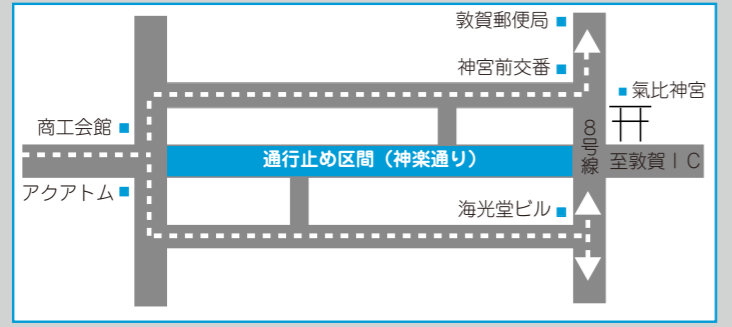 敦賀郵便局
神宮前交番
氣比神宮
商工会館
8号線
通行止め区間（神楽通り）
至敦賀IC
アクアトム
海光堂ビル